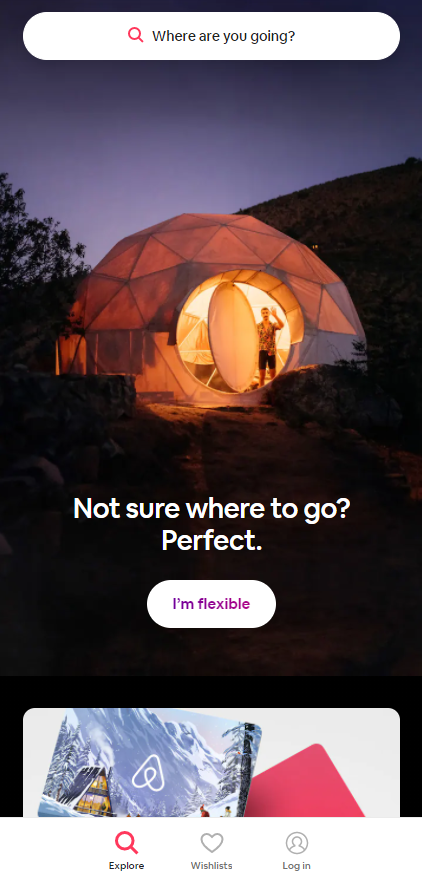 Where are you going?
Not sure where to go?
Perfect.
I'm flexible
Explore
Wishlists
Log in